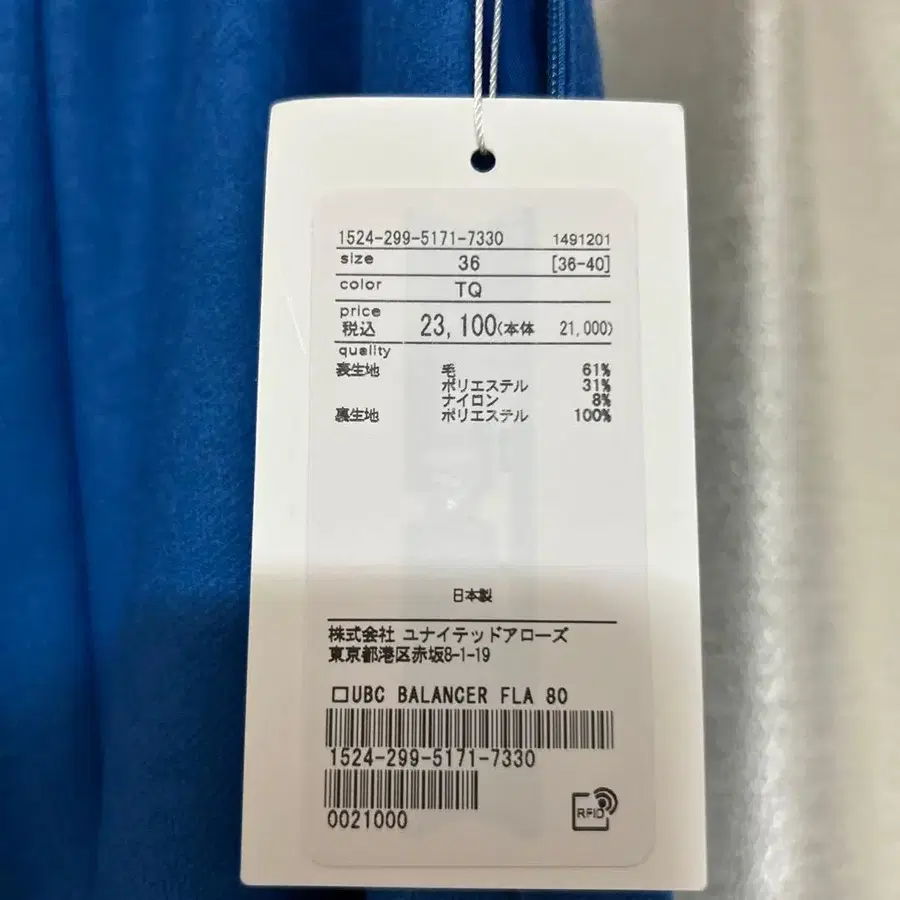 1524-299-5171-7330 1491201
size 36 [36-40]
color TQ
price
税込 23,100(本体 21,000)
quality
表生地 毛 61%
ポリエステル 31%
ナイロン 8%
裏生地 ポリエステル 100%
日本製
株式会社 ユナイテッドアローズ
東京都港区赤坂8-1-19
□UBC BALANCER FLA 80
1524-299-5171-7330
0021000
RFID